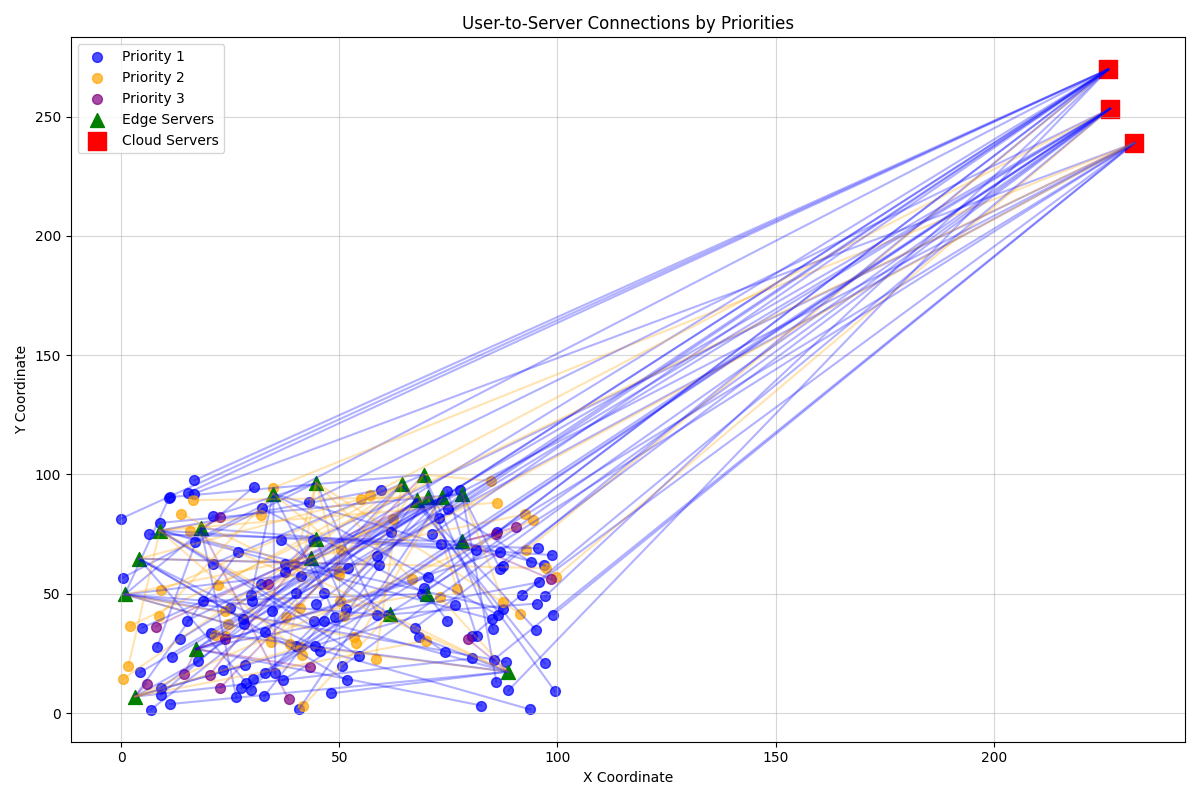 User-to-Server Connections by Priorities
Priority 1
Priority 2
Priority 3
Edge Servers
Cloud Servers
Y Coordinate
250
200
150
100
50
0
0 50 100 150 200
X Coordinate